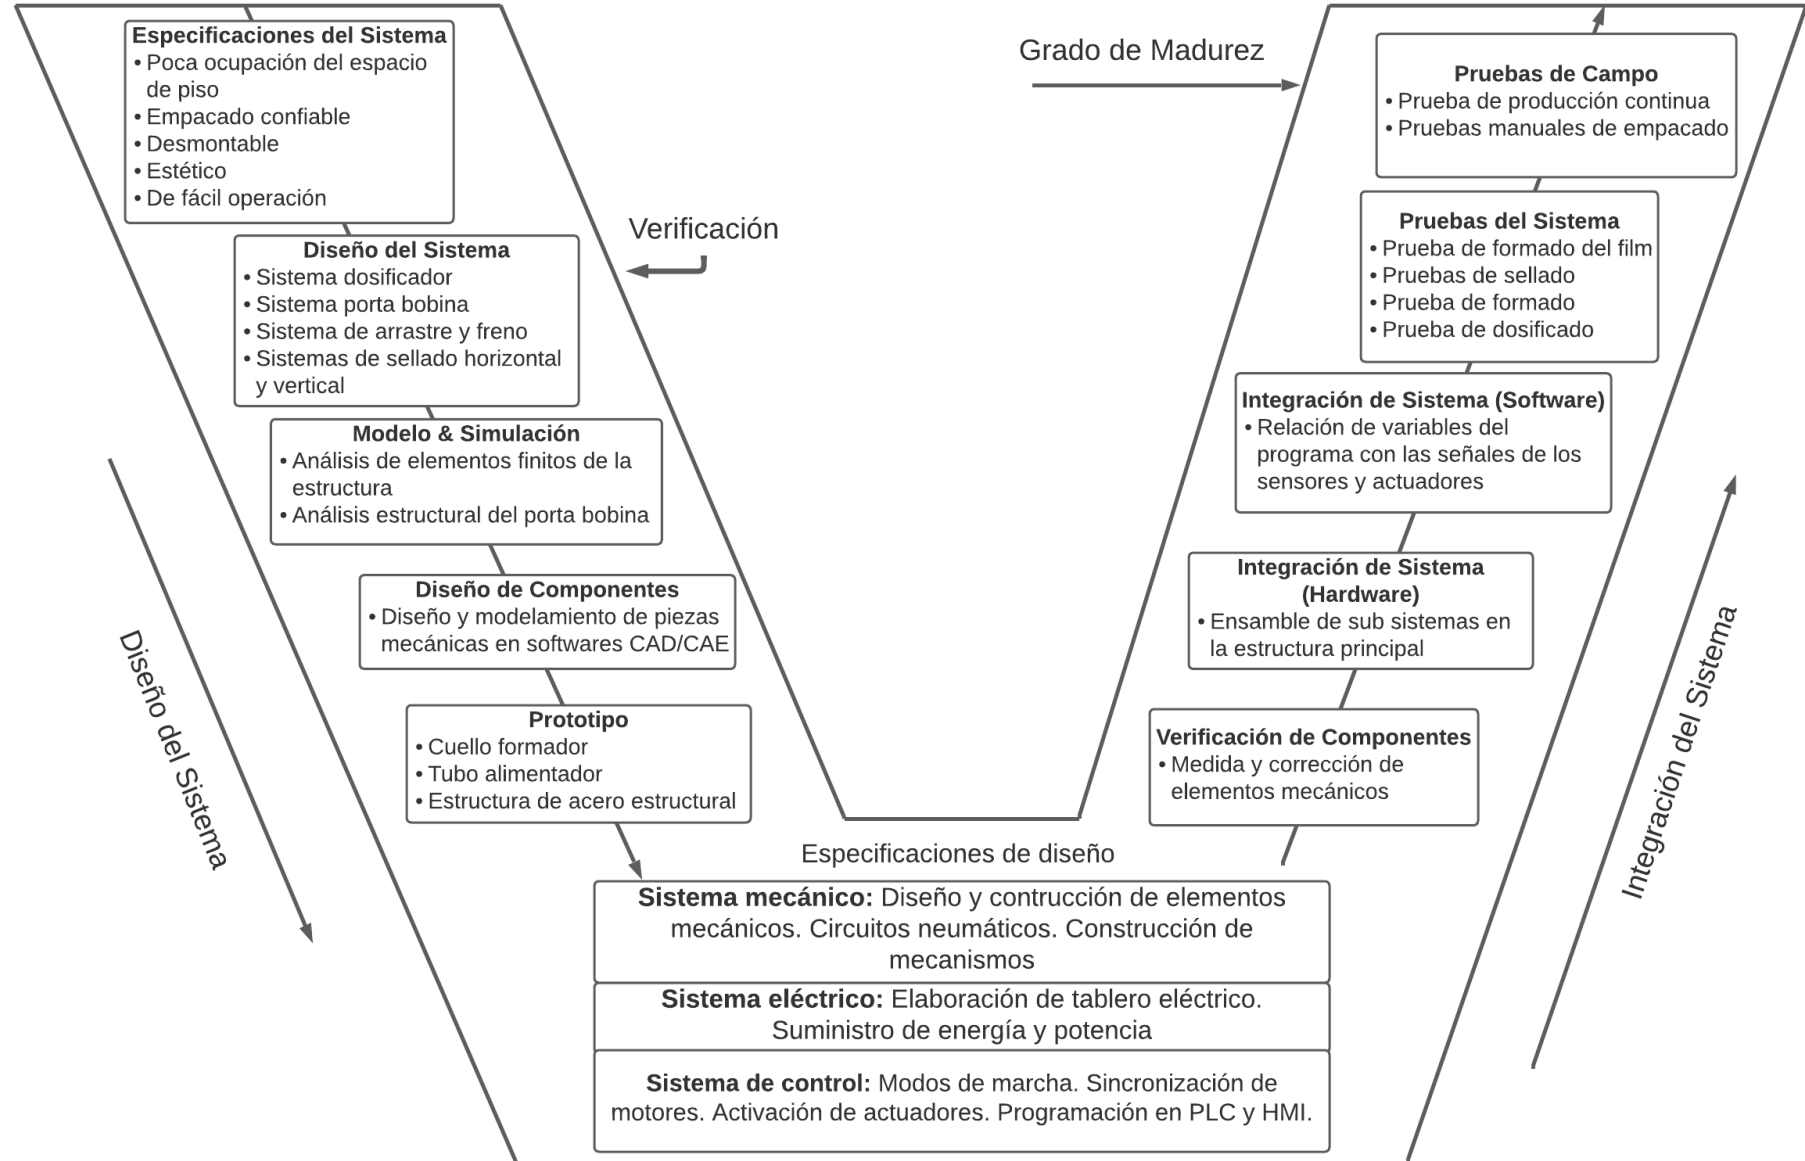 Especificaciones del Sistema
• Poca ocupación del espacio
de piso
• Empacado confiable
• Desmontable
• Estético
• De fácil operación
Diseño del Sistema
• Sistema dosificador
• Sistema porta bobina
• Sistema de arrastre y freno
• Sistemas de sellado horizontal
y vertical
Modelo & Simulación
• Análisis de elementos finitos de la
estructura
• Análisis estructural del porta bobina
Diseño de Componentes
• Diseño y modelamiento de piezas
mecánicas en softwares CAD/CAE
Prototipo
• Cuello formador
• Tubo alimentador
• Estructura de acero estructural
Diseño del Sistema
Verificación
Grado de Madurez
Especificaciones de diseño
Sistema mecánico: Diseño y contrucción de elementos
mecánicos. Circuitos neumáticos. Construcción de
mecanismos
Sistema eléctrico: Elaboración de tablero eléctrico.
Suministro de energía y potencia
Sistema de control: Modos de marcha. Sincronización de
motores. Activación de actuadores. Programación en PLC y HMI.
Pruebas de Campo
• Prueba de producción continua
• Pruebas manuales de empacado
Pruebas del Sistema
• Prueba de formado del film
• Pruebas de sellado
• Prueba de formado
• Prueba de dosificado
Integración de Sistema (Software)
• Relación de variables del
programa con las señales de los
sensores y actuadores
Integración de Sistema
(Hardware)
• Ensamble de sub sistemas en
la estructura principal
Verificación de Componentes
• Medida y corrección de
elementos mecánicos
Integración del Sistema